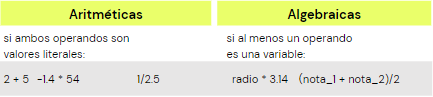 Aritméticas
Algebraicas
si ambos operandos son
valores literales:
si al menos un operando
es una variable:
2 + 5 -1.4 * 54 1/2.5
radio * 3.14 (nota_1 + nota_2)/2